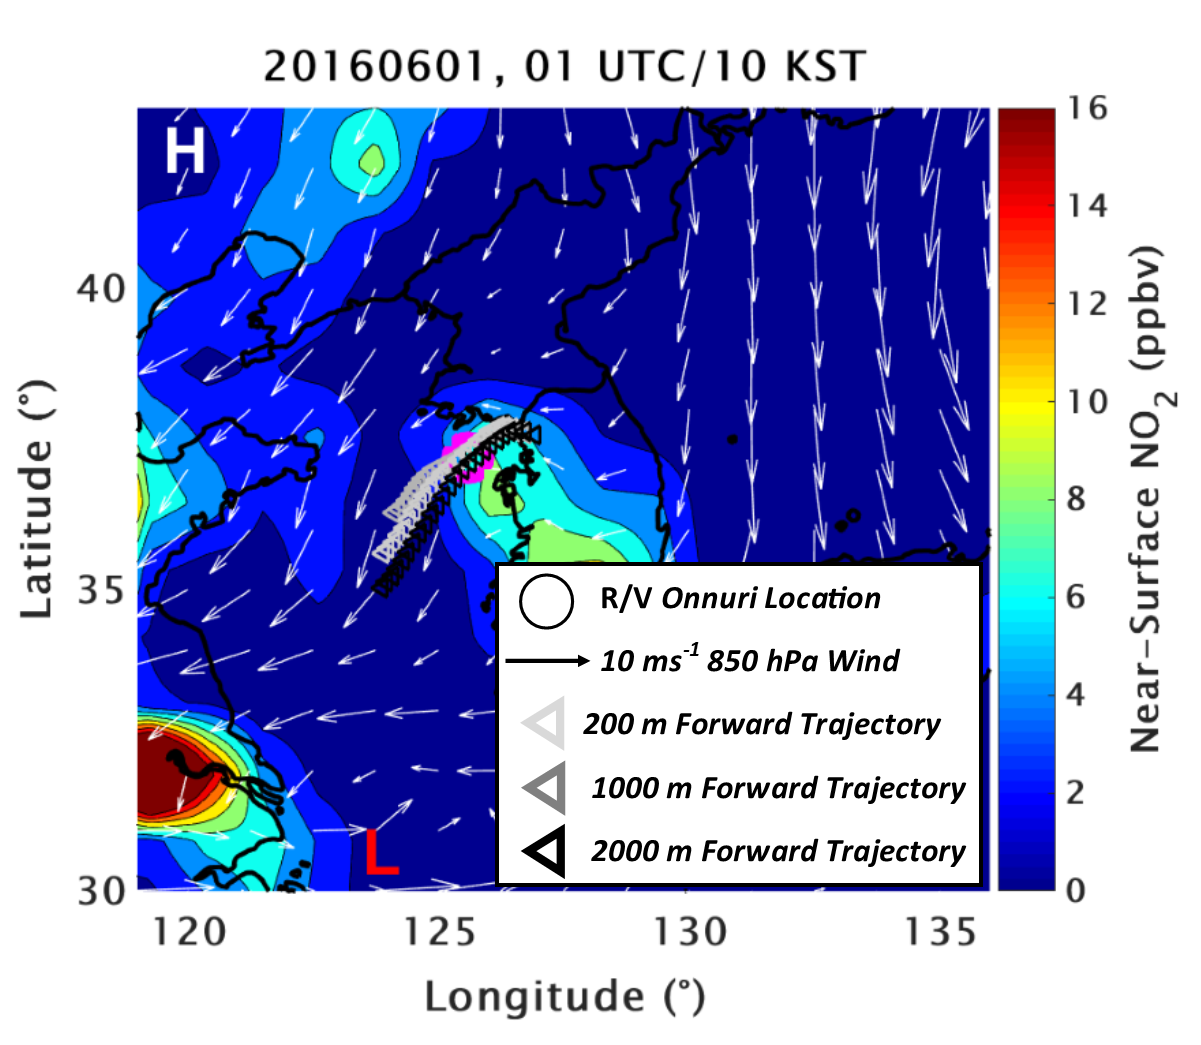 20160601, 01 UTC/10 KST
H
L
R/V Onnuri Location
10 ms⁻¹ 850 hPa Wind
200 m Forward Trajectory
1000 m Forward Trajectory
2000 m Forward Trajectory
40
35
30
Latitude (°)
120 125 130 135
Longitude (°)
16
14
12
10
8
6
4
2
0
Near-Surface NO₂ (ppbv)